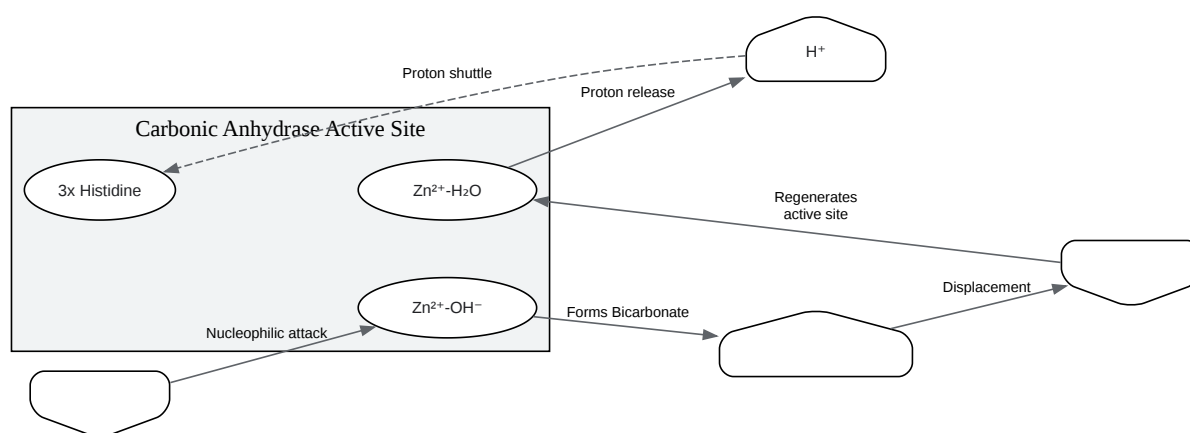 H⁺
Proton shuttle
Proton release
Carbonic Anhydrase Active Site
3x Histidine
Zn²⁺-H₂O
Regenerates
active site
Displacement
Zn²⁺-OH⁻
Forms Bicarbonate
Nucleophilic attack